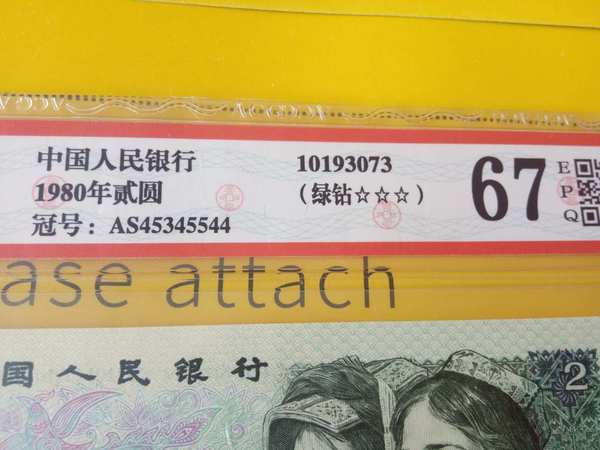 中国人民银行
1980年贰圆
冠号：AS45345544
10193073
（绿钻☆☆☆）
67
E
P
Q
ase attach
国人民银行
2